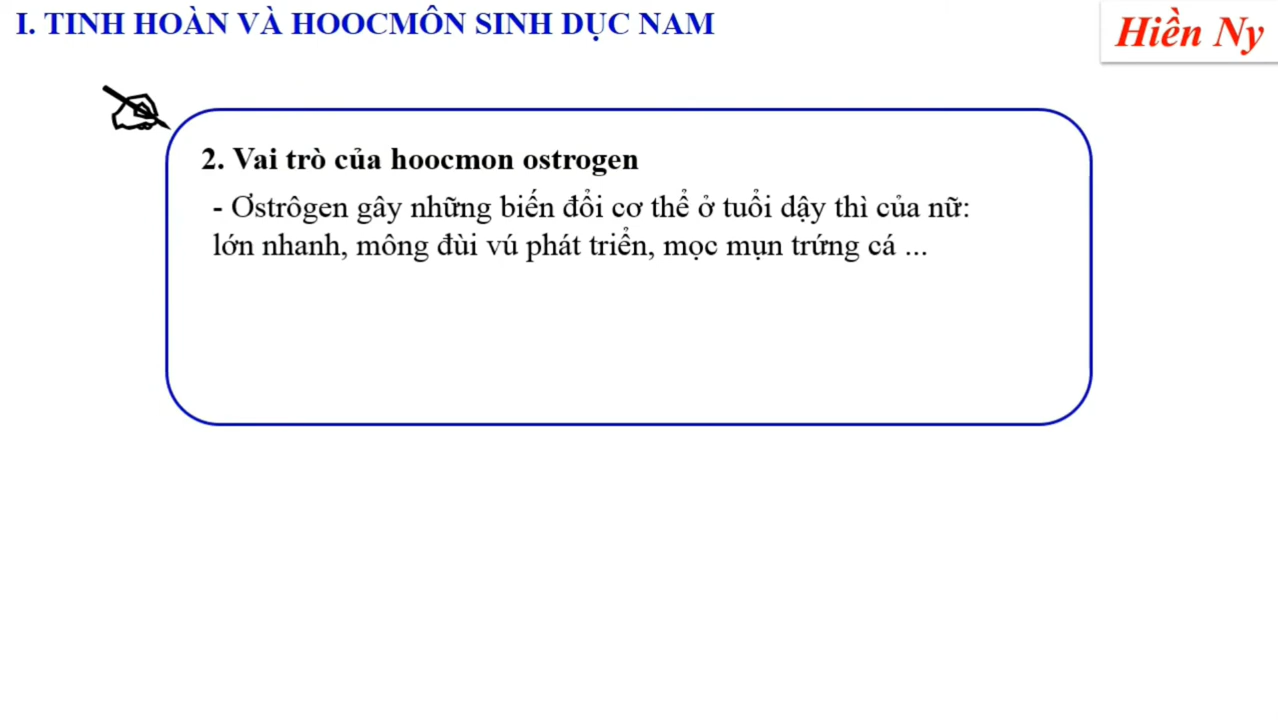 I. TINH HOÀN VÀ HOOCMÔN SINH DỤC NAM
Hiền Ny
2. Vai trò của hoocmon ostrogen
- Ơstrôgen gây những biến đổi cơ thể ở tuổi dậy thì của nữ:
lớn nhanh, mông đùi vú phát triển, mọc mụn trứng cá ...